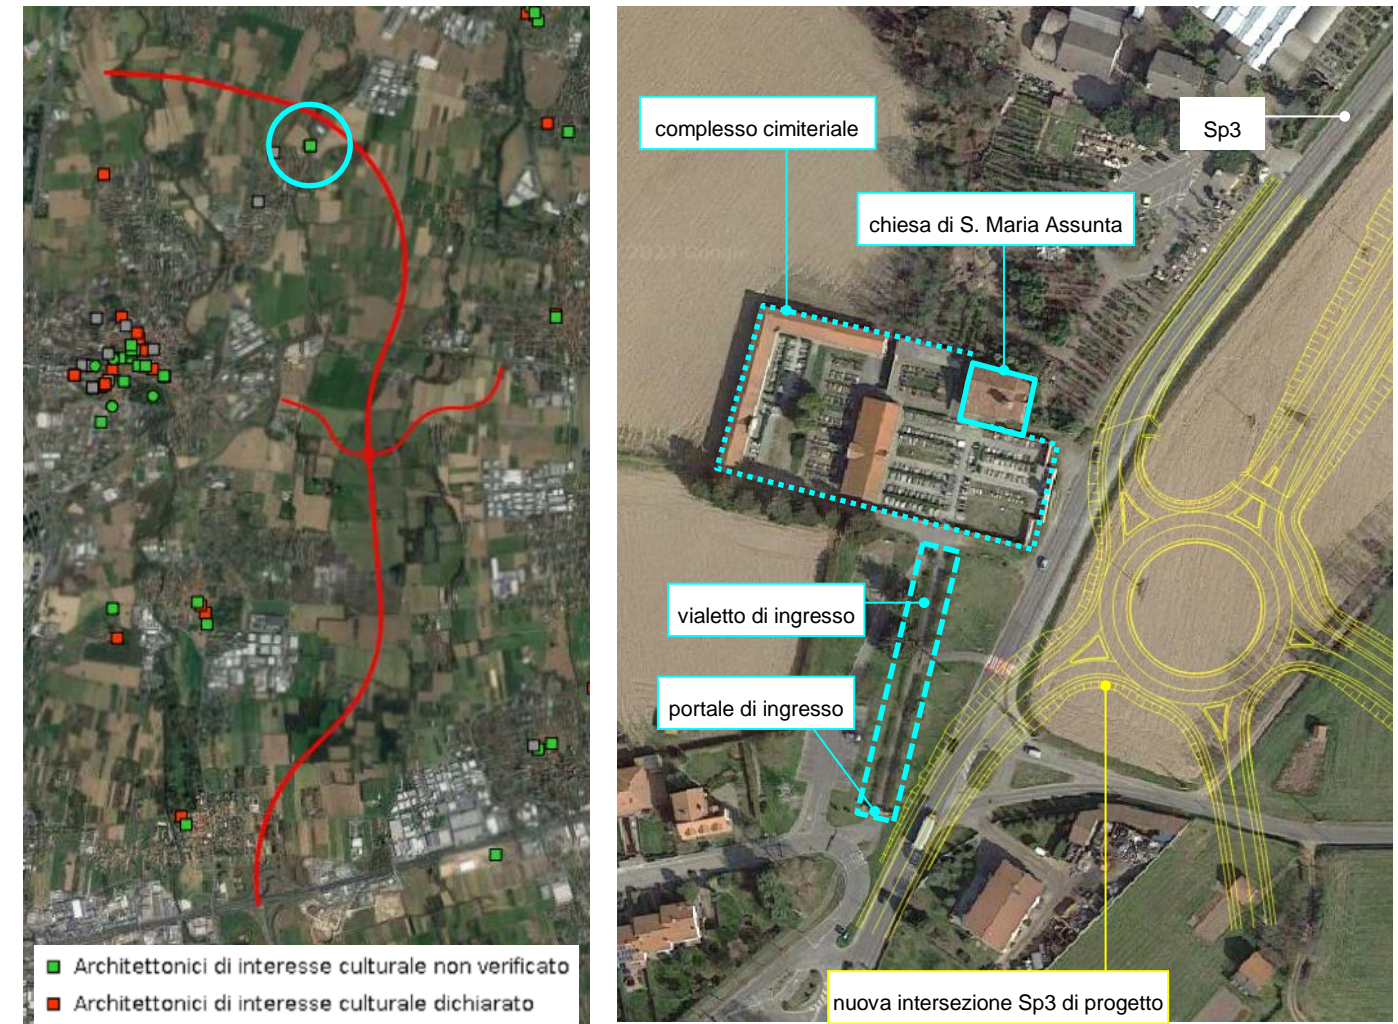 Architettonici di interesse culturale non verificato
Architettonici di interesse culturale dichiarato
complesso cimiteriale
Sp3
chiesa di S. Maria Assunta
vialetto di ingresso
portale di ingresso
nuova intersezione Sp3 di progetto